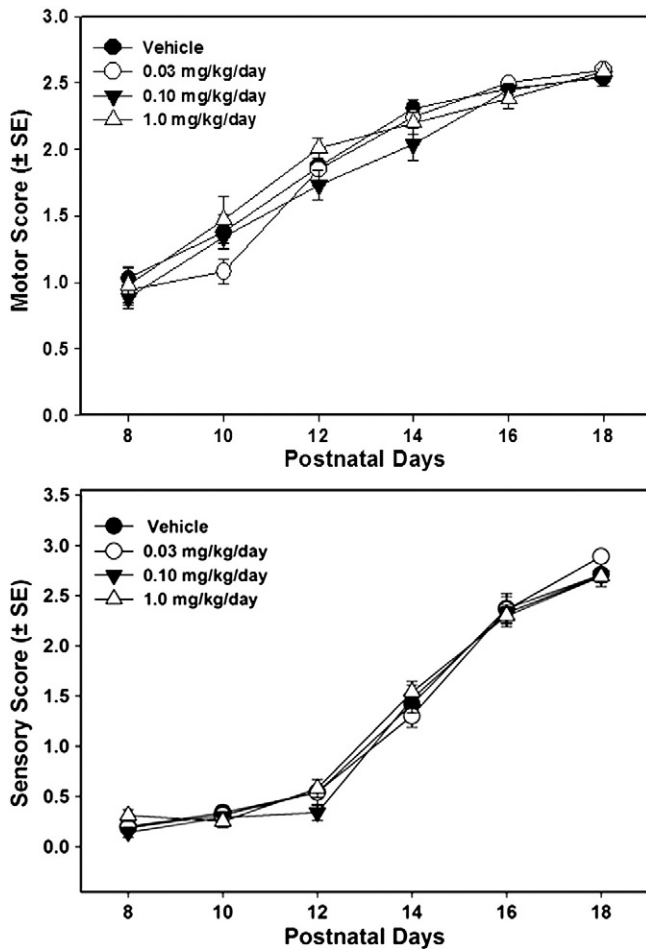 Motor Score (± SE)
3.0
2.5
2.0
1.5
1.0
0.5
0.0
Vehicle
0.03 mg/kg/day
0.10 mg/kg/day
1.0 mg/kg/day
8 10 12 14 16 18
Postnatal Days
Sensory Score (± SE)
3.5
3.0
2.5
2.0
1.5
1.0
0.5
0.0
Vehicle
0.03 mg/kg/day
0.10 mg/kg/day
1.0 mg/kg/day
8 10 12 14 16 18
Postnatal Days